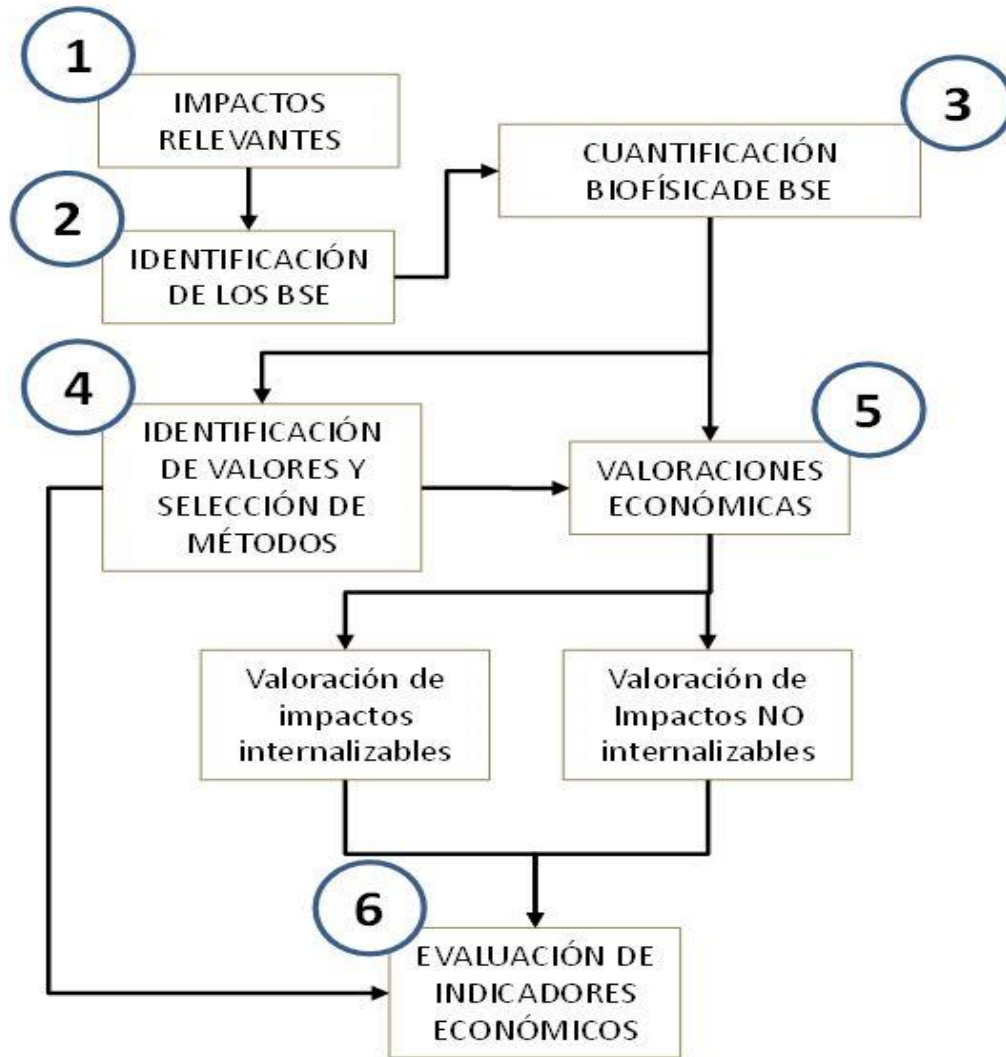 1
IMPACTOS
RELEVANTES
2
IDENTIFICACIÓN
DE LOS BSE
3
CUANTIFICACIÓN
BIOFÍSICADE BSE
4
IDENTIFICACIÓN
DE VALORES Y
SELECCIÓN DE
MÉTODOS
5
VALORACIONES
ECONÓMICAS
Valoración de
impactos
internalizables
Valoración de
Impactos NO
internalizables
6
EVALUACIÓN DE
INDICADORES
ECONÓMICOS